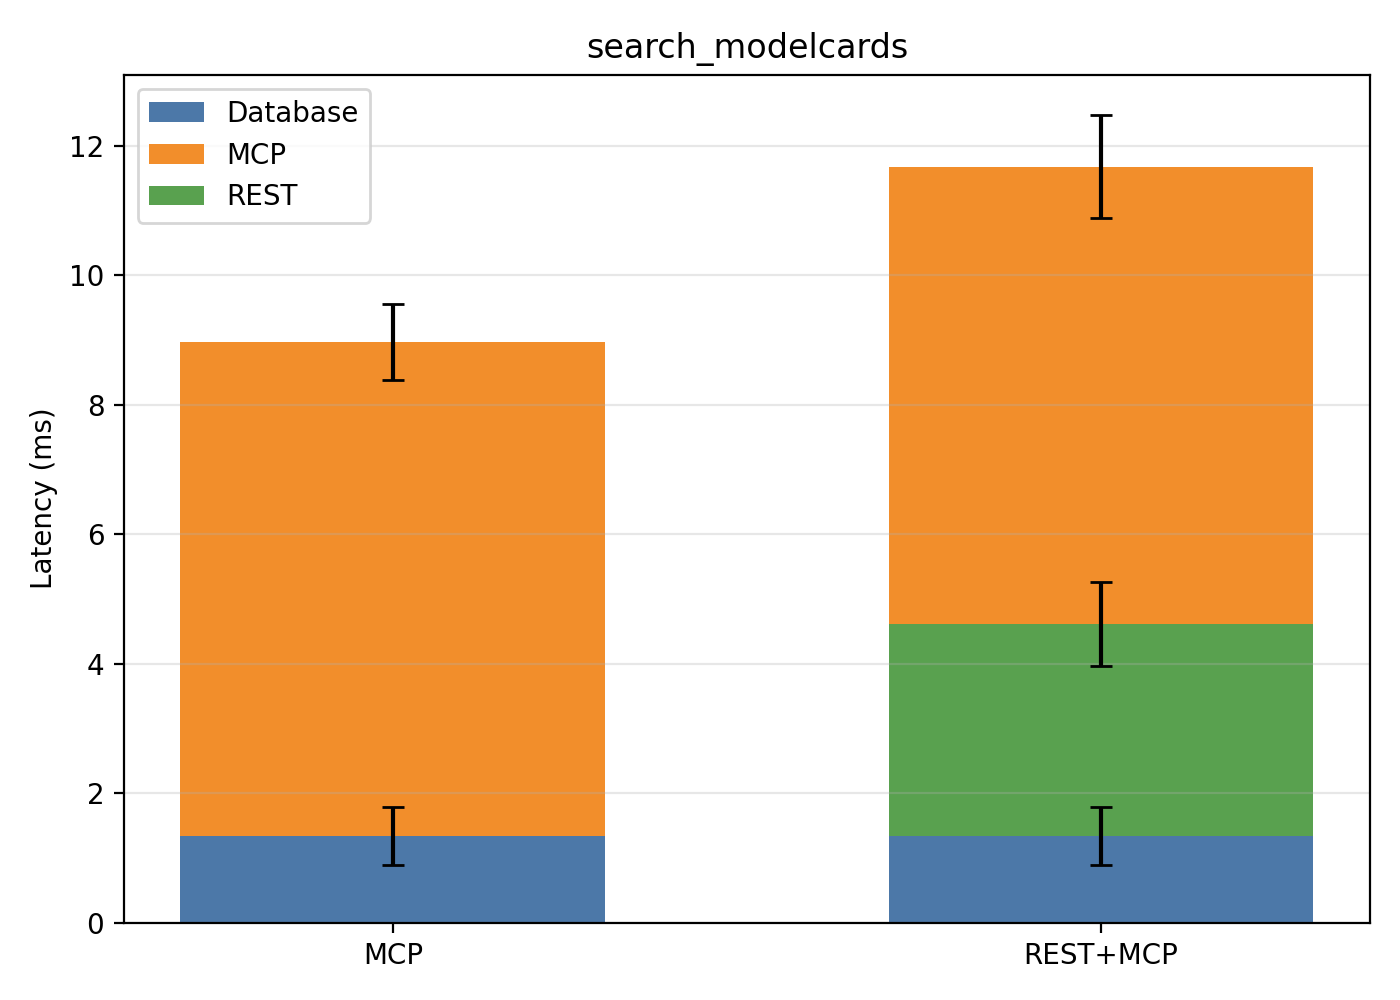 search_modelcards
Database
MCP
REST
Latency (ms)
12
10
8
6
4
2
0
MCP
REST+MCP